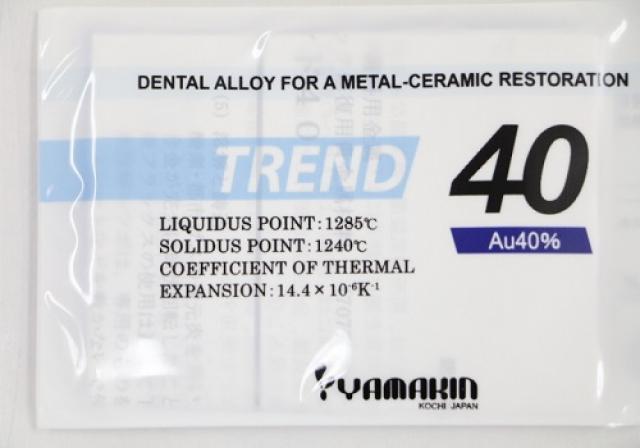 DENTAL ALLOY FOR A METAL-CERAMIC RESTORATION
TREND 40
Au40%
LIQUIDUS POINT:1285℃
SOLIDUS POINT:1240℃
COEFFICIENT OF THERMAL
EXPANSION:14.4×10⁻⁶K⁻¹
YAMAKIN
KOCHI JAPAN